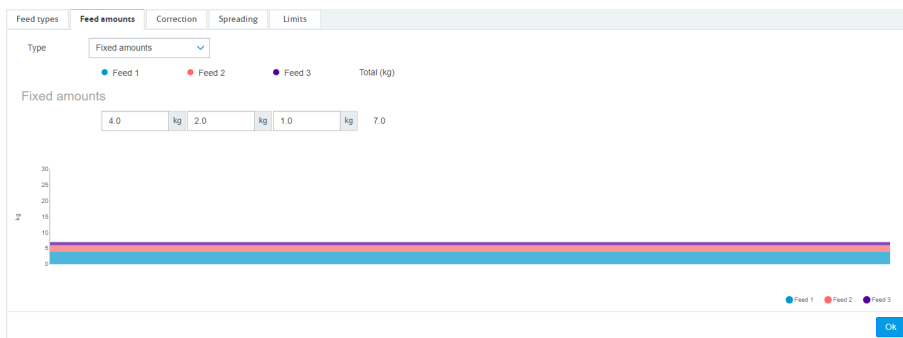 Feed types Feed amounts Correction Spreading Limits
Type Fixed amounts
Feed 1 Feed 2 Feed 3 Total (kg)
Fixed amounts
4.0 kg 2.0 kg 1.0 kg 7.0
30
25
20
15
kg
10
5
0
Feed 1 Feed 2 Feed 3
Ok